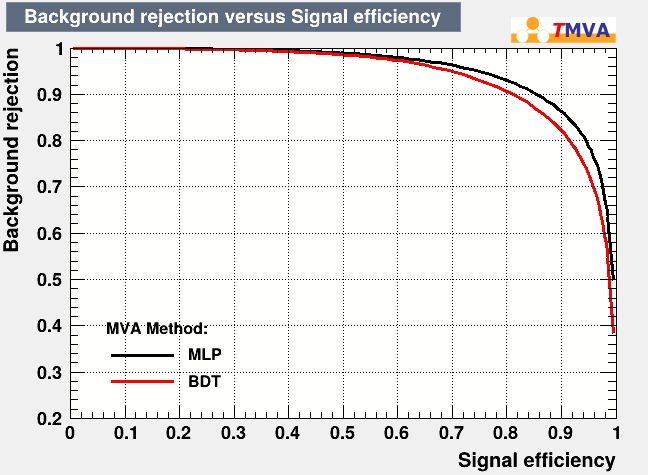 Background rejection versus Signal efficiency
TMVA
Background rejection
1
0.9
0.8
0.7
0.6
0.5
0.4
0.3
0.2
MVA Method:
MLP
BDT
0 0.1 0.2 0.3 0.4 0.5 0.6 0.7 0.8 0.9 1
Signal efficiency